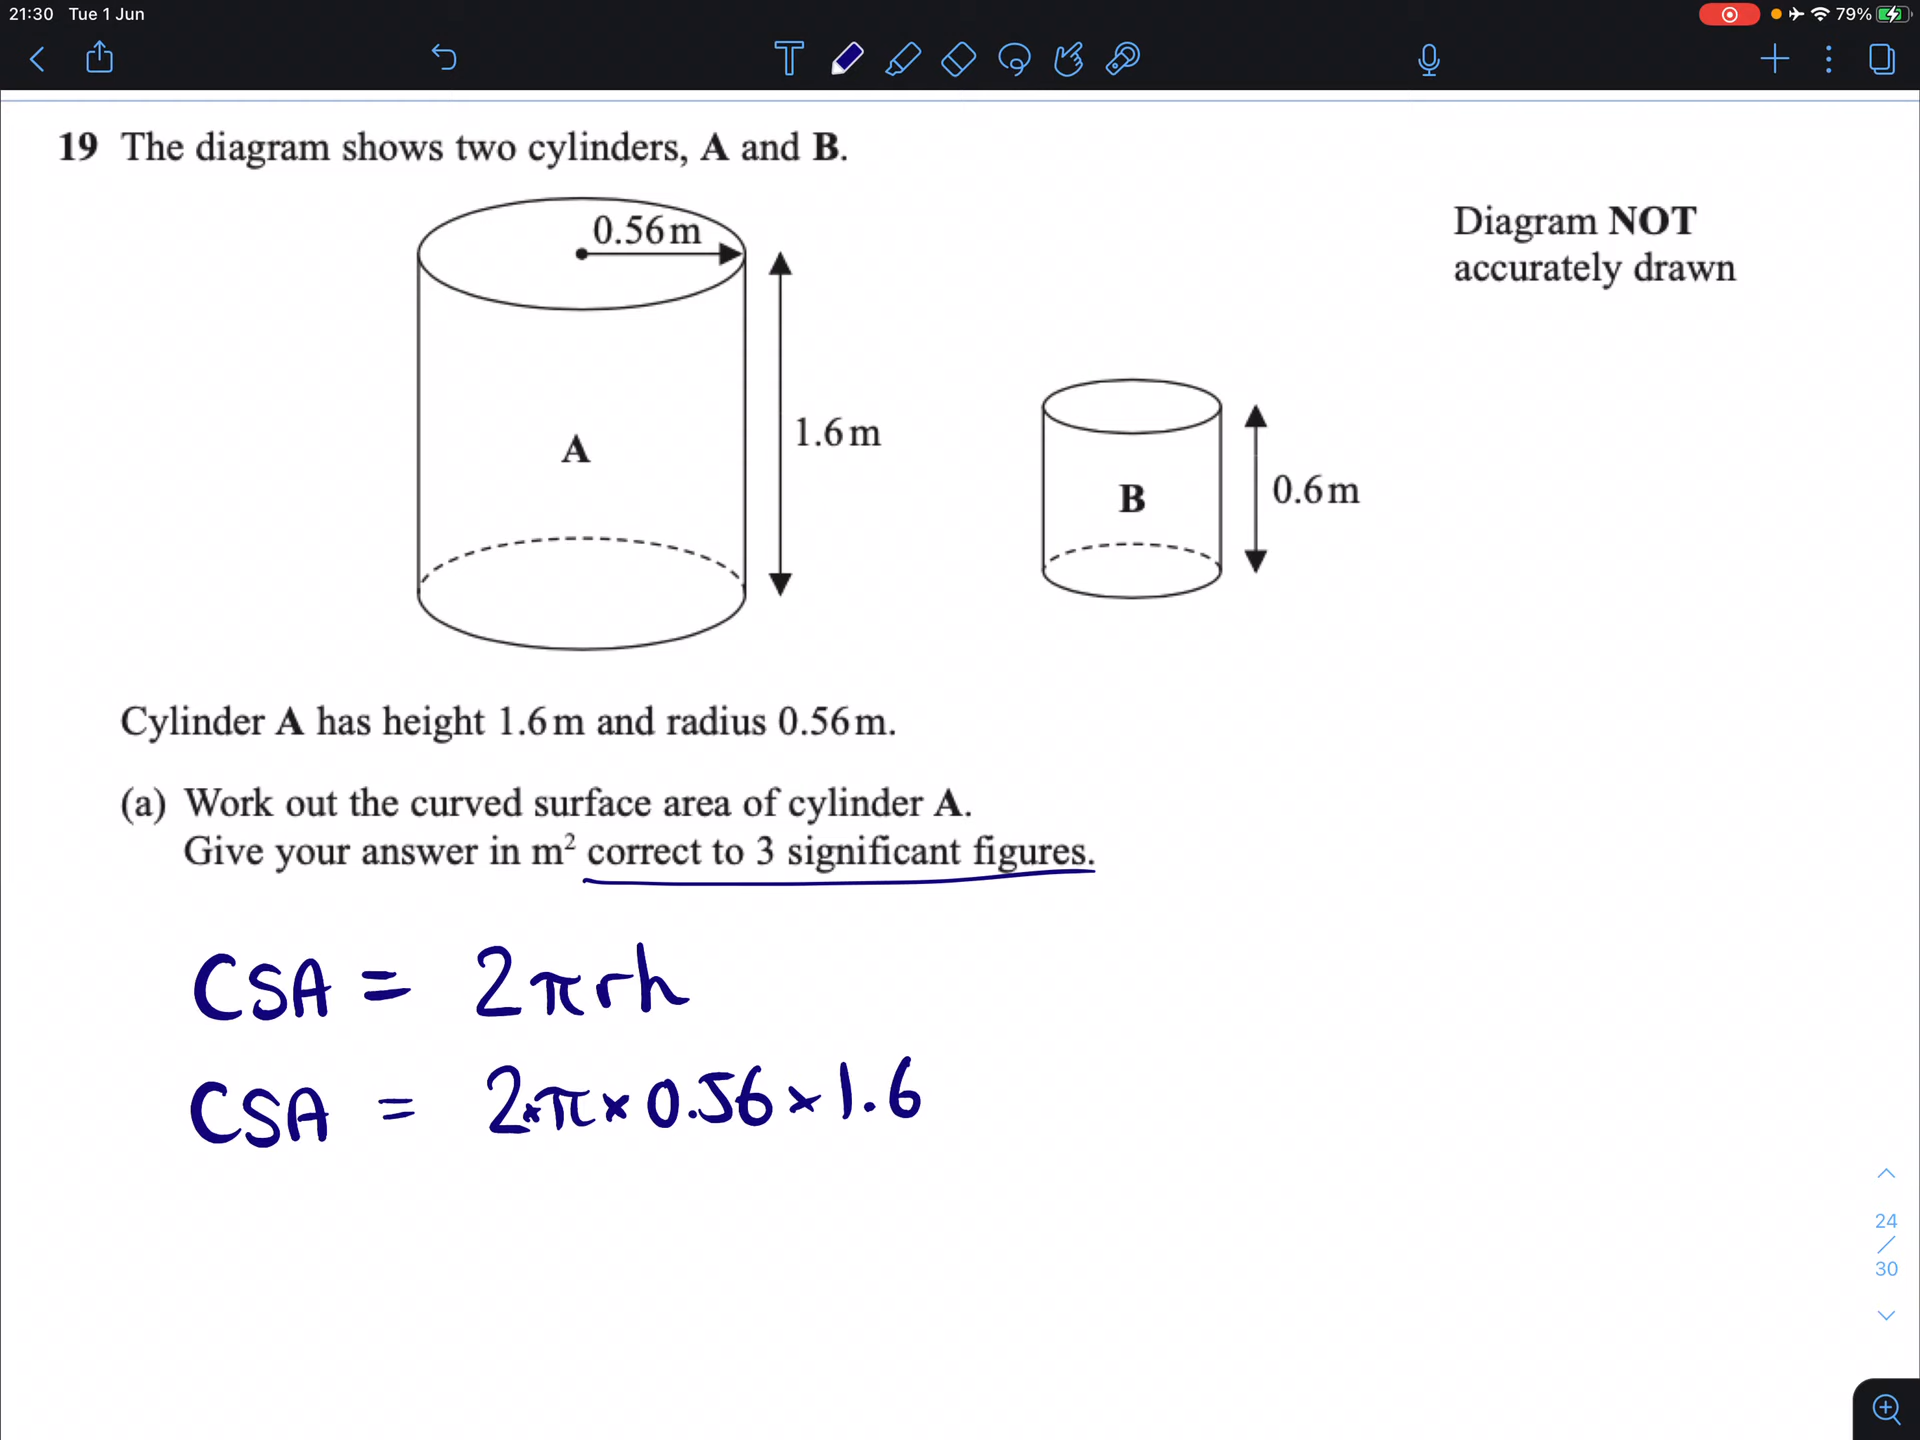 21:30 Tue 1 Jun
79%
T
19 The diagram shows two cylinders, A and B.
0.56 m
Diagram NOT
accurately drawn
1.6 m
A
0.6 m
B
Cylinder A has height 1.6 m and radius 0.56 m.
(a) Work out the curved surface area of cylinder A.
Give your answer in m² correct to 3 significant figures.
CSA = 2πrh
CSA = 2×π×0.56×1.6
24
/
30